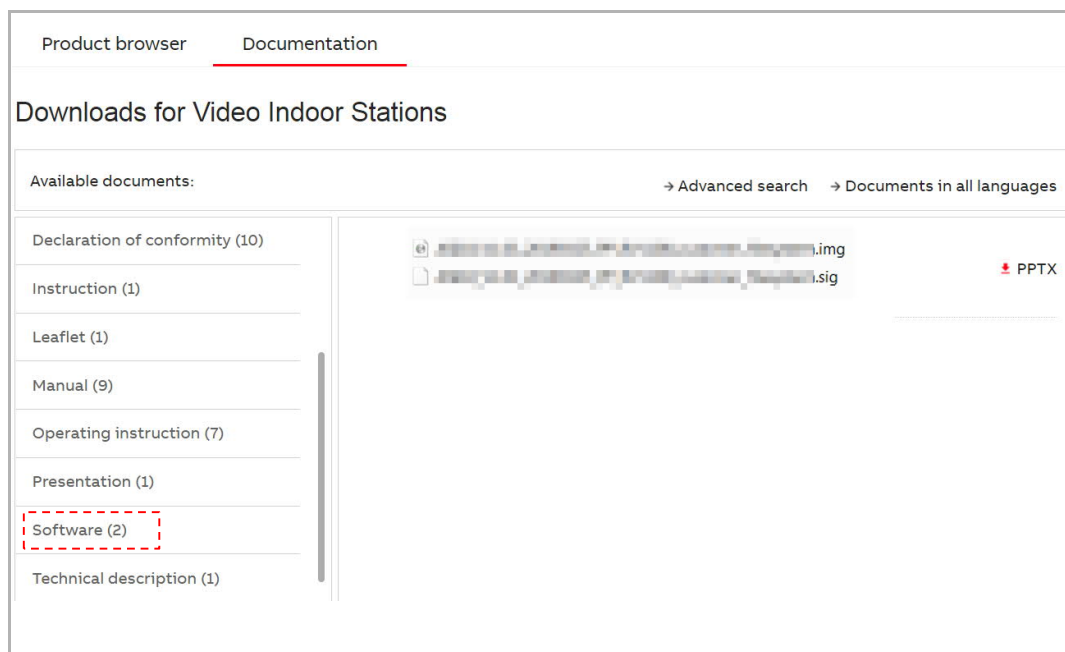 Product browser Documentation
Downloads for Video Indoor Stations
Available documents:
→ Advanced search → Documents in all languages
Declaration of conformity (10)
Instruction (1)
Leaflet (1)
Manual (9)
Operating instruction (7)
Presentation (1)
Software (2)
Technical description (1)
.img
.sig
PPTX